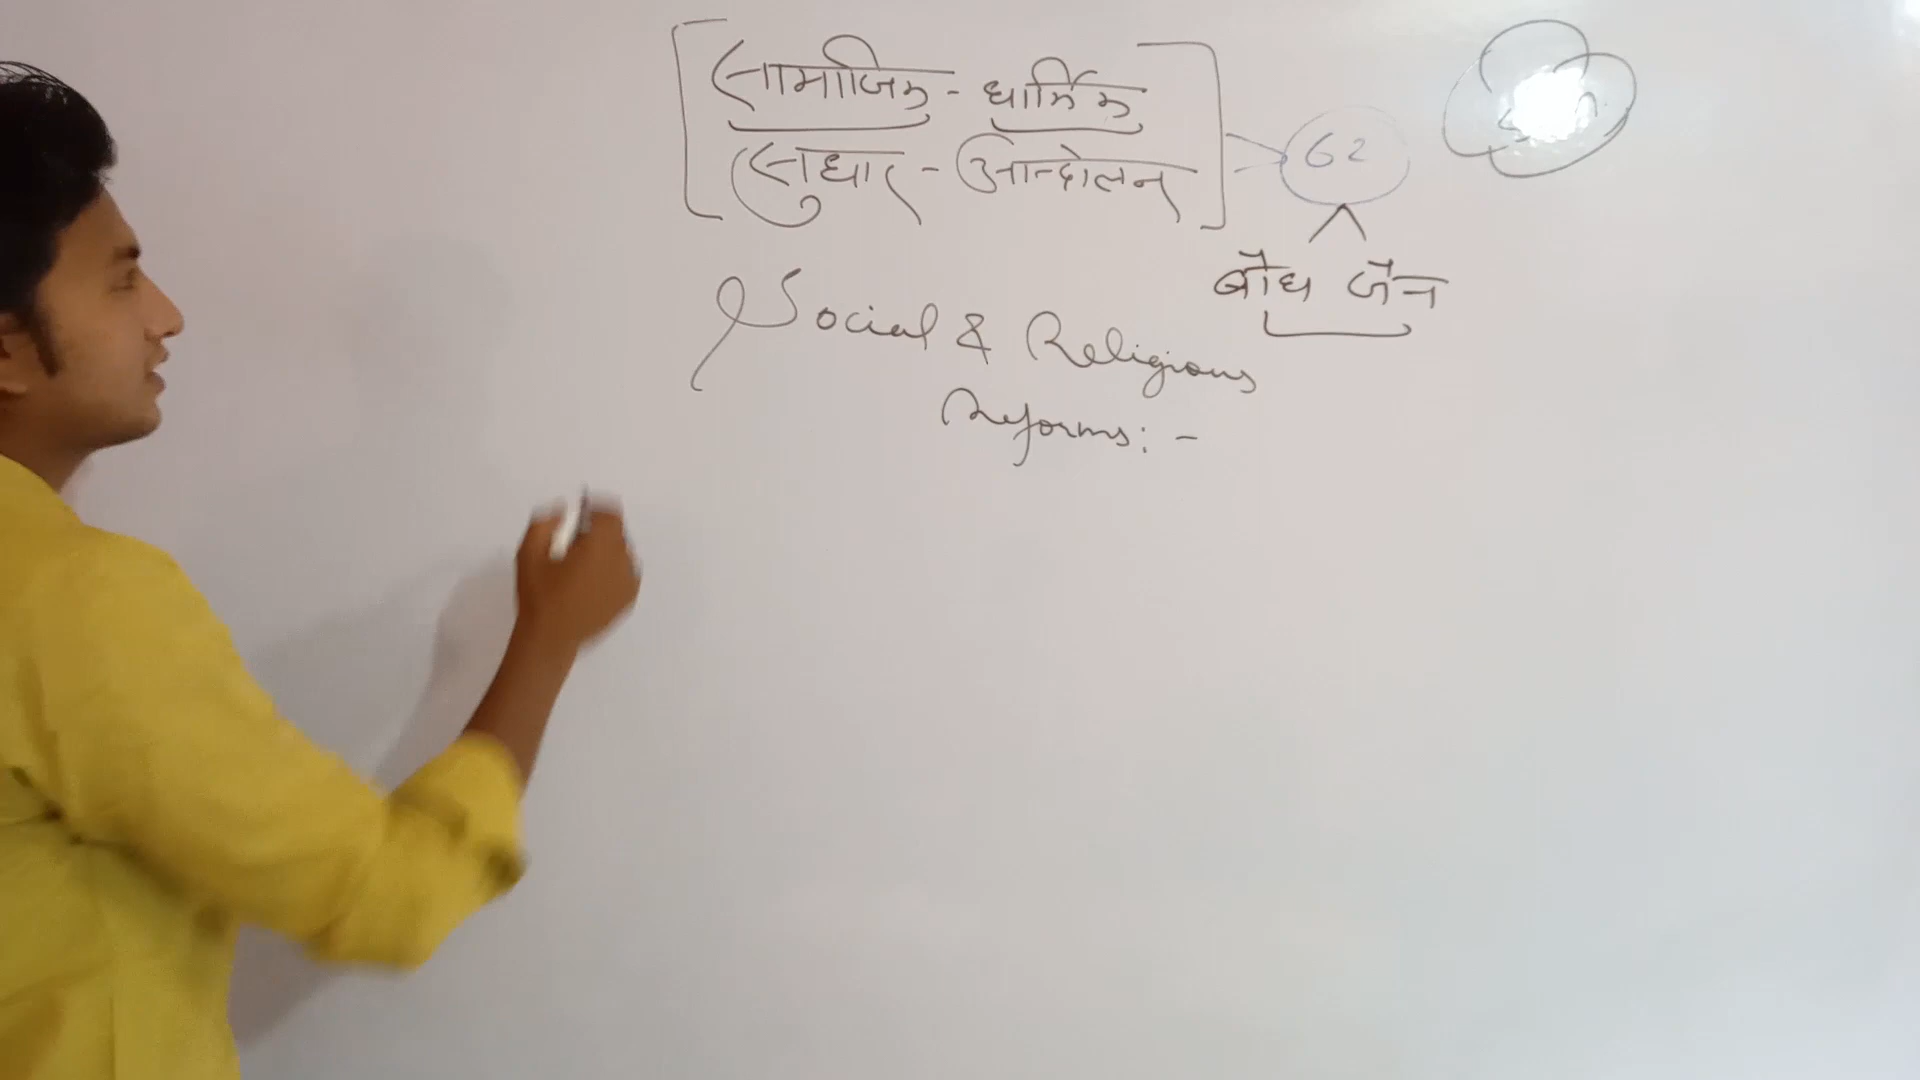 सामाजिक - धार्मिक
सुधार - आन्दोलन
62
बौध जैन
Social & Religious
Reforms: -